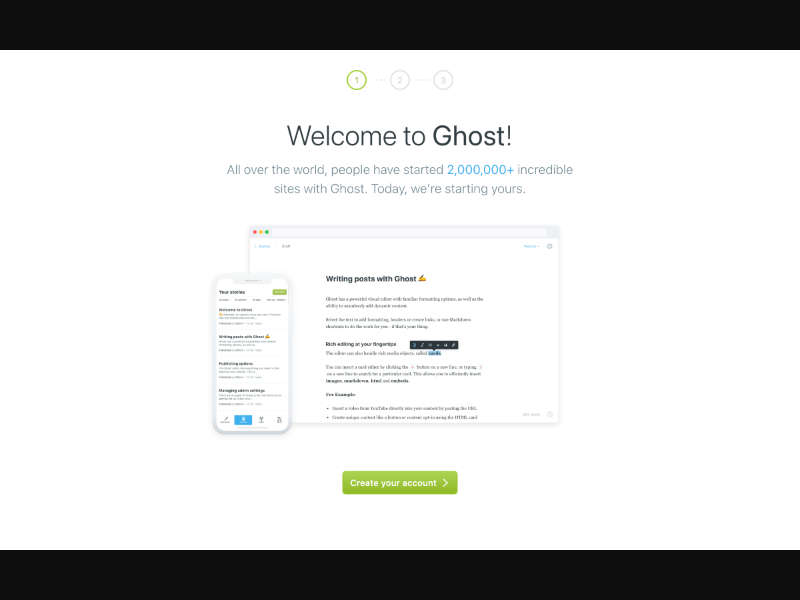 1 2 3
Welcome to Ghost!
All over the world, people have started 2,000,000+ incredible
sites with Ghost. Today, we're starting yours.
Draft
Writing posts with Ghost ✍️
Ghost has a powerful visual editor with familiar formatting options, as well as the
ability to seamlessly add dynamic content.
Select the text to add formatting, headers or create links, or use Markdown
shortcuts to do the work for you - if that's your thing.
Rich editing at your fingertips
The editor can also handle rich media objects, called cards.
You can insert a card either by clicking the + button on a new line, or typing /
on a new line to search for a particular card. This allows you to efficiently insert
images, markdown, html and embeds.
For Example:
• Insert a video from YouTube directly into your content by pasting the URL
• Create unique content like a button or content opt-in using the HTML card
Your stories
Welcome to Ghost
Writing posts with Ghost ✍️
Publishing options
Managing admin settings
Create your account